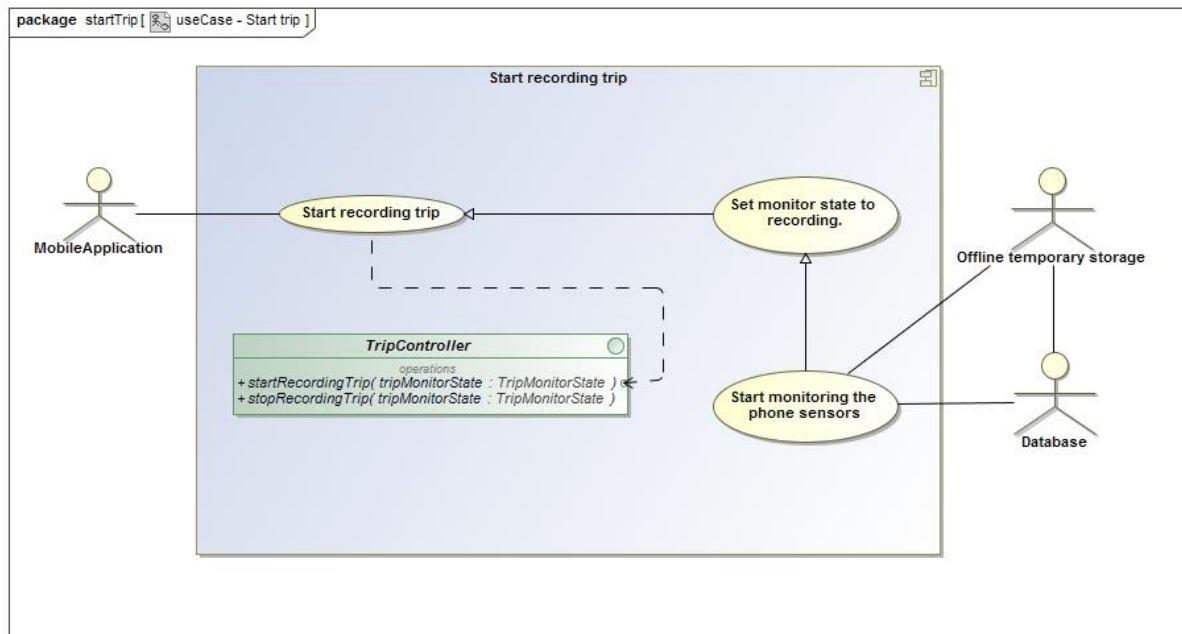 package startTrip [ useCase - Start trip ]
Start recording trip
MobileApplication
Start recording trip
Set monitor state to
recording.
Offline temporary storage
TripController
operations
+ startRecordingTrip( tripMonitorState : TripMonitorState )
+ stopRecordingTrip( tripMonitorState : TripMonitorState )
Start monitoring the
phone sensors
Database